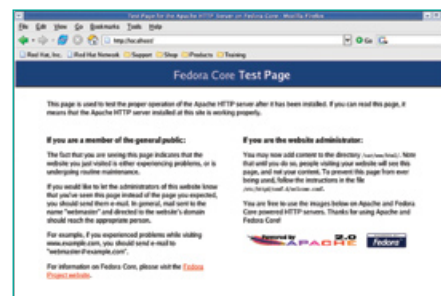 Test Page for the Apache HTTP Server on Fedora Core - Mozilla Firefox
File Edit View Go Bookmarks Tools Help
http://localhost/ Go
Red Hat, Inc. Red Hat Network Support Shop Products Training
Fedora Core Test Page
This page is used to test the proper operation of the Apache HTTP server after it has been installed. If you can read this page, it
means that the Apache HTTP server installed at this site is working properly.
If you are a member of the general public:
The fact that you are seeing this page indicates that the
website you just visited is either experiencing problems, or is
undergoing routine maintenance.
If you would like to let the administrators of this website know
that you've seen this page instead of the page you expected,
you should send them e-mail. In general, mail sent to the
name "webmaster" and directed to the website's domain
should reach the appropriate person.
For example, if you experienced problems while visiting
www.example.com, you should send e-mail to
"webmaster@example.com".
For information on Fedora Core, please visit the Fedora
Project website.
If you are the website administrator:
You may now add content to the directory /var/www/html/. Note
that until you do so, people visiting your website will see this
page, and not your content. To prevent this page from ever
being used, follow the instructions in the file
/etc/httpd/conf.d/welcome.conf.
You are free to use the images below on Apache and Fedora
Core powered HTTP servers. Thanks for using Apache and
Fedora Core!
Powered by APACHE 2.0
Fedora